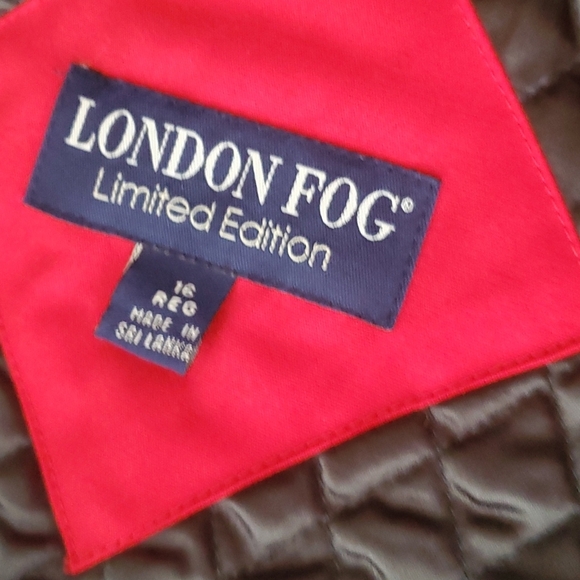 LONDON FOG®
Limited Edition
16
REG
MADE IN
SRI LANKA